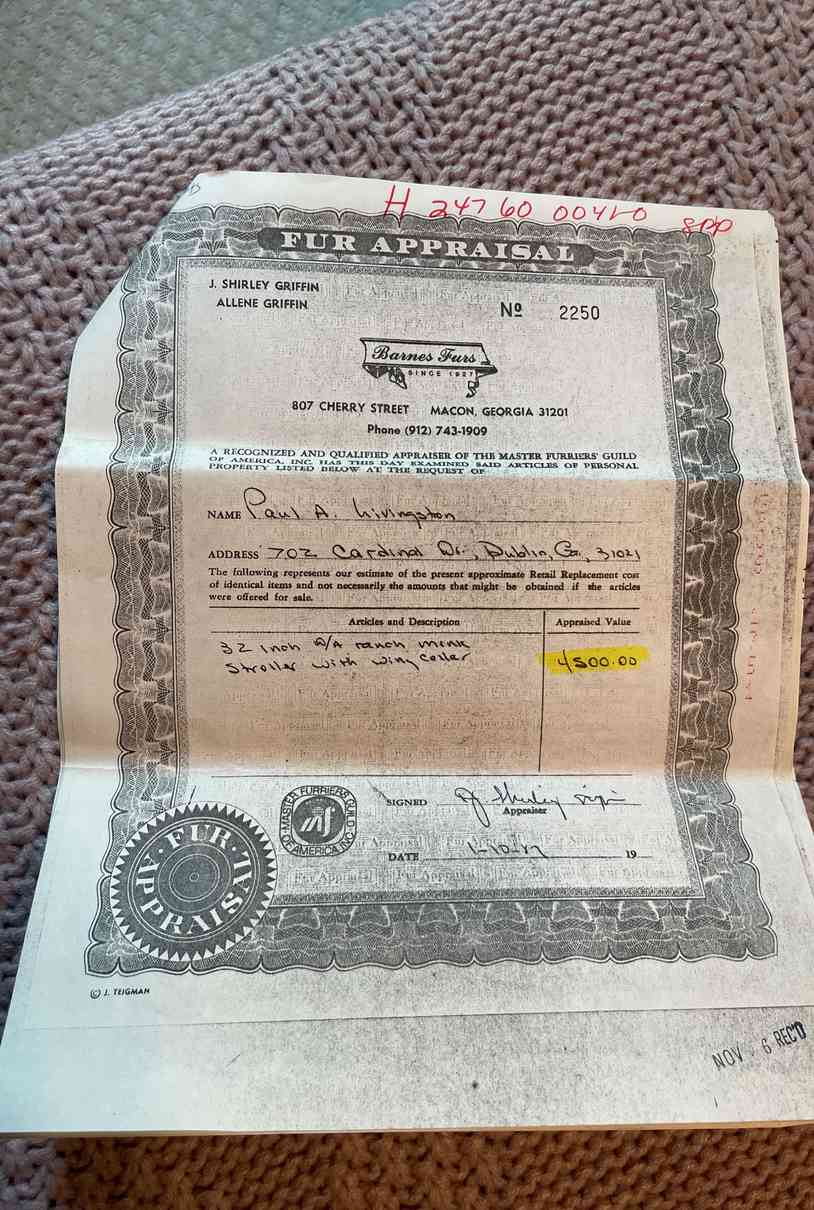 H 247 60 00420 gpp
FUR APPRAISAL
J. SHIRLEY GRIFFIN
ALLENE GRIFFIN
Nº 2250
Barnes Furs
SINCE 1927
807 CHERRY STREET MACON, GEORGIA 31201
Phone (912) 743-1909
A RECOGNIZED AND QUALIFIED APPRAISER OF THE MASTER FURRIERS' GUILD
OF AMERICA, INC. HAS THIS DAY EXAMINED SAID ARTICLES OF PERSONAL
PROPERTY LISTED BELOW AT THE REQUEST OF
NAME Paul A. Livingston
ADDRESS 702 Cardinal Dr., Dublin, Ga., 31021
The following represents our estimate of the present approximate Retail Replacement cost
of identical items and not necessarily the amounts that might be obtained if the articles
were offered for sale.
Articles and Description Appraised Value
32 inch ranch mink
stroller with wing collar 4500.00
MASTER FURRIERS GUILD OF AMERICA INC.
mf
SIGNED J. Shirley
Appraiser
DATE 19
FUR APPRAISAL
© J. TEIGMAN
NOV 6 REC'D